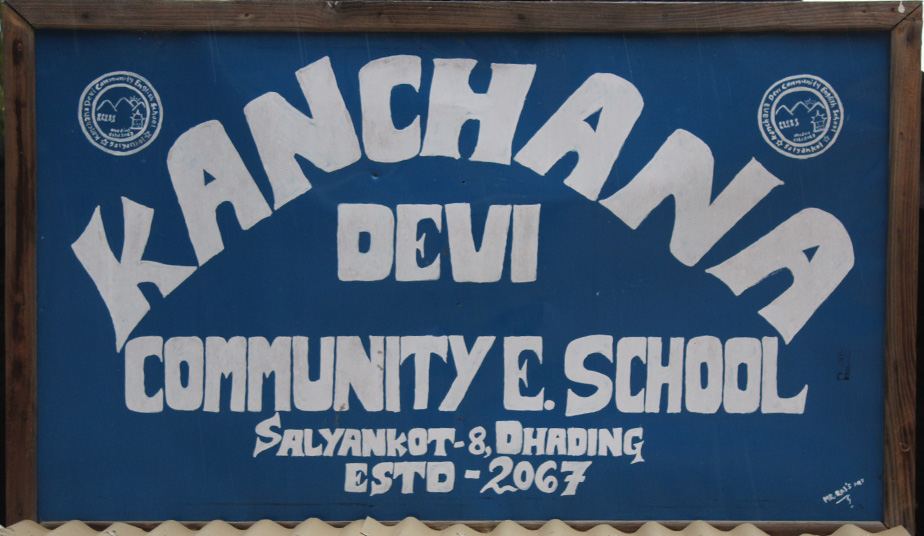 KANCHANA
DEVI
COMMUNITY E. SCHOOL
SALYANKOT-8, DHADING
ESTD - 2067